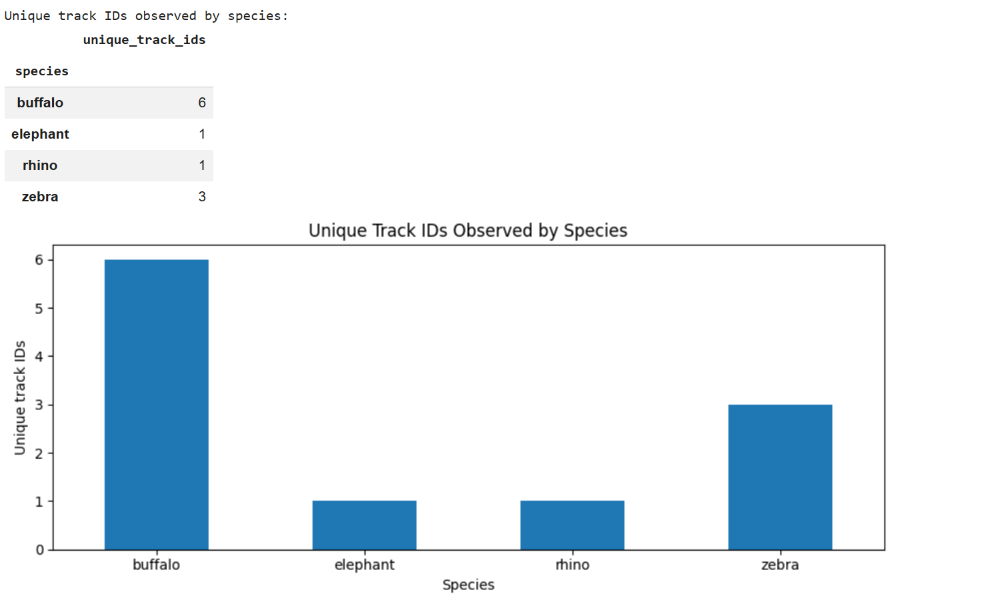 Unique track IDs observed by species:
unique_track_ids
species
buffalo 6
elephant 1
rhino 1
zebra 3
Unique Track IDs Observed by Species
6
5
4
3
2
1
0
Unique track IDs
buffalo elephant rhino zebra
Species